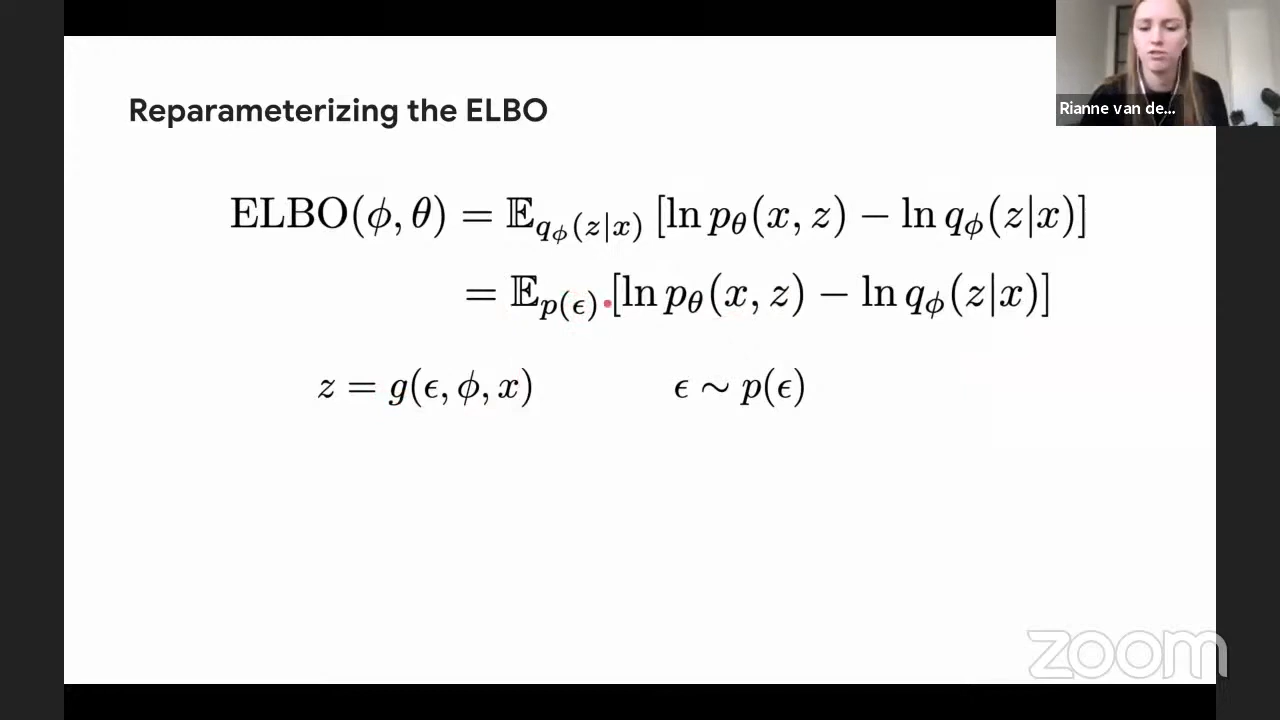 Reparameterizing the ELBO
Rianne van de...
ELBO(ϕ, θ) = 𝔼_{q_ϕ(z|x)} [ln p_θ(x, z) − ln q_ϕ(z|x)]
= 𝔼_{p(ϵ)} [ln p_θ(x, z) − ln q_ϕ(z|x)]
z = g(ϵ, ϕ, x) ϵ ∼ p(ϵ)
zoom